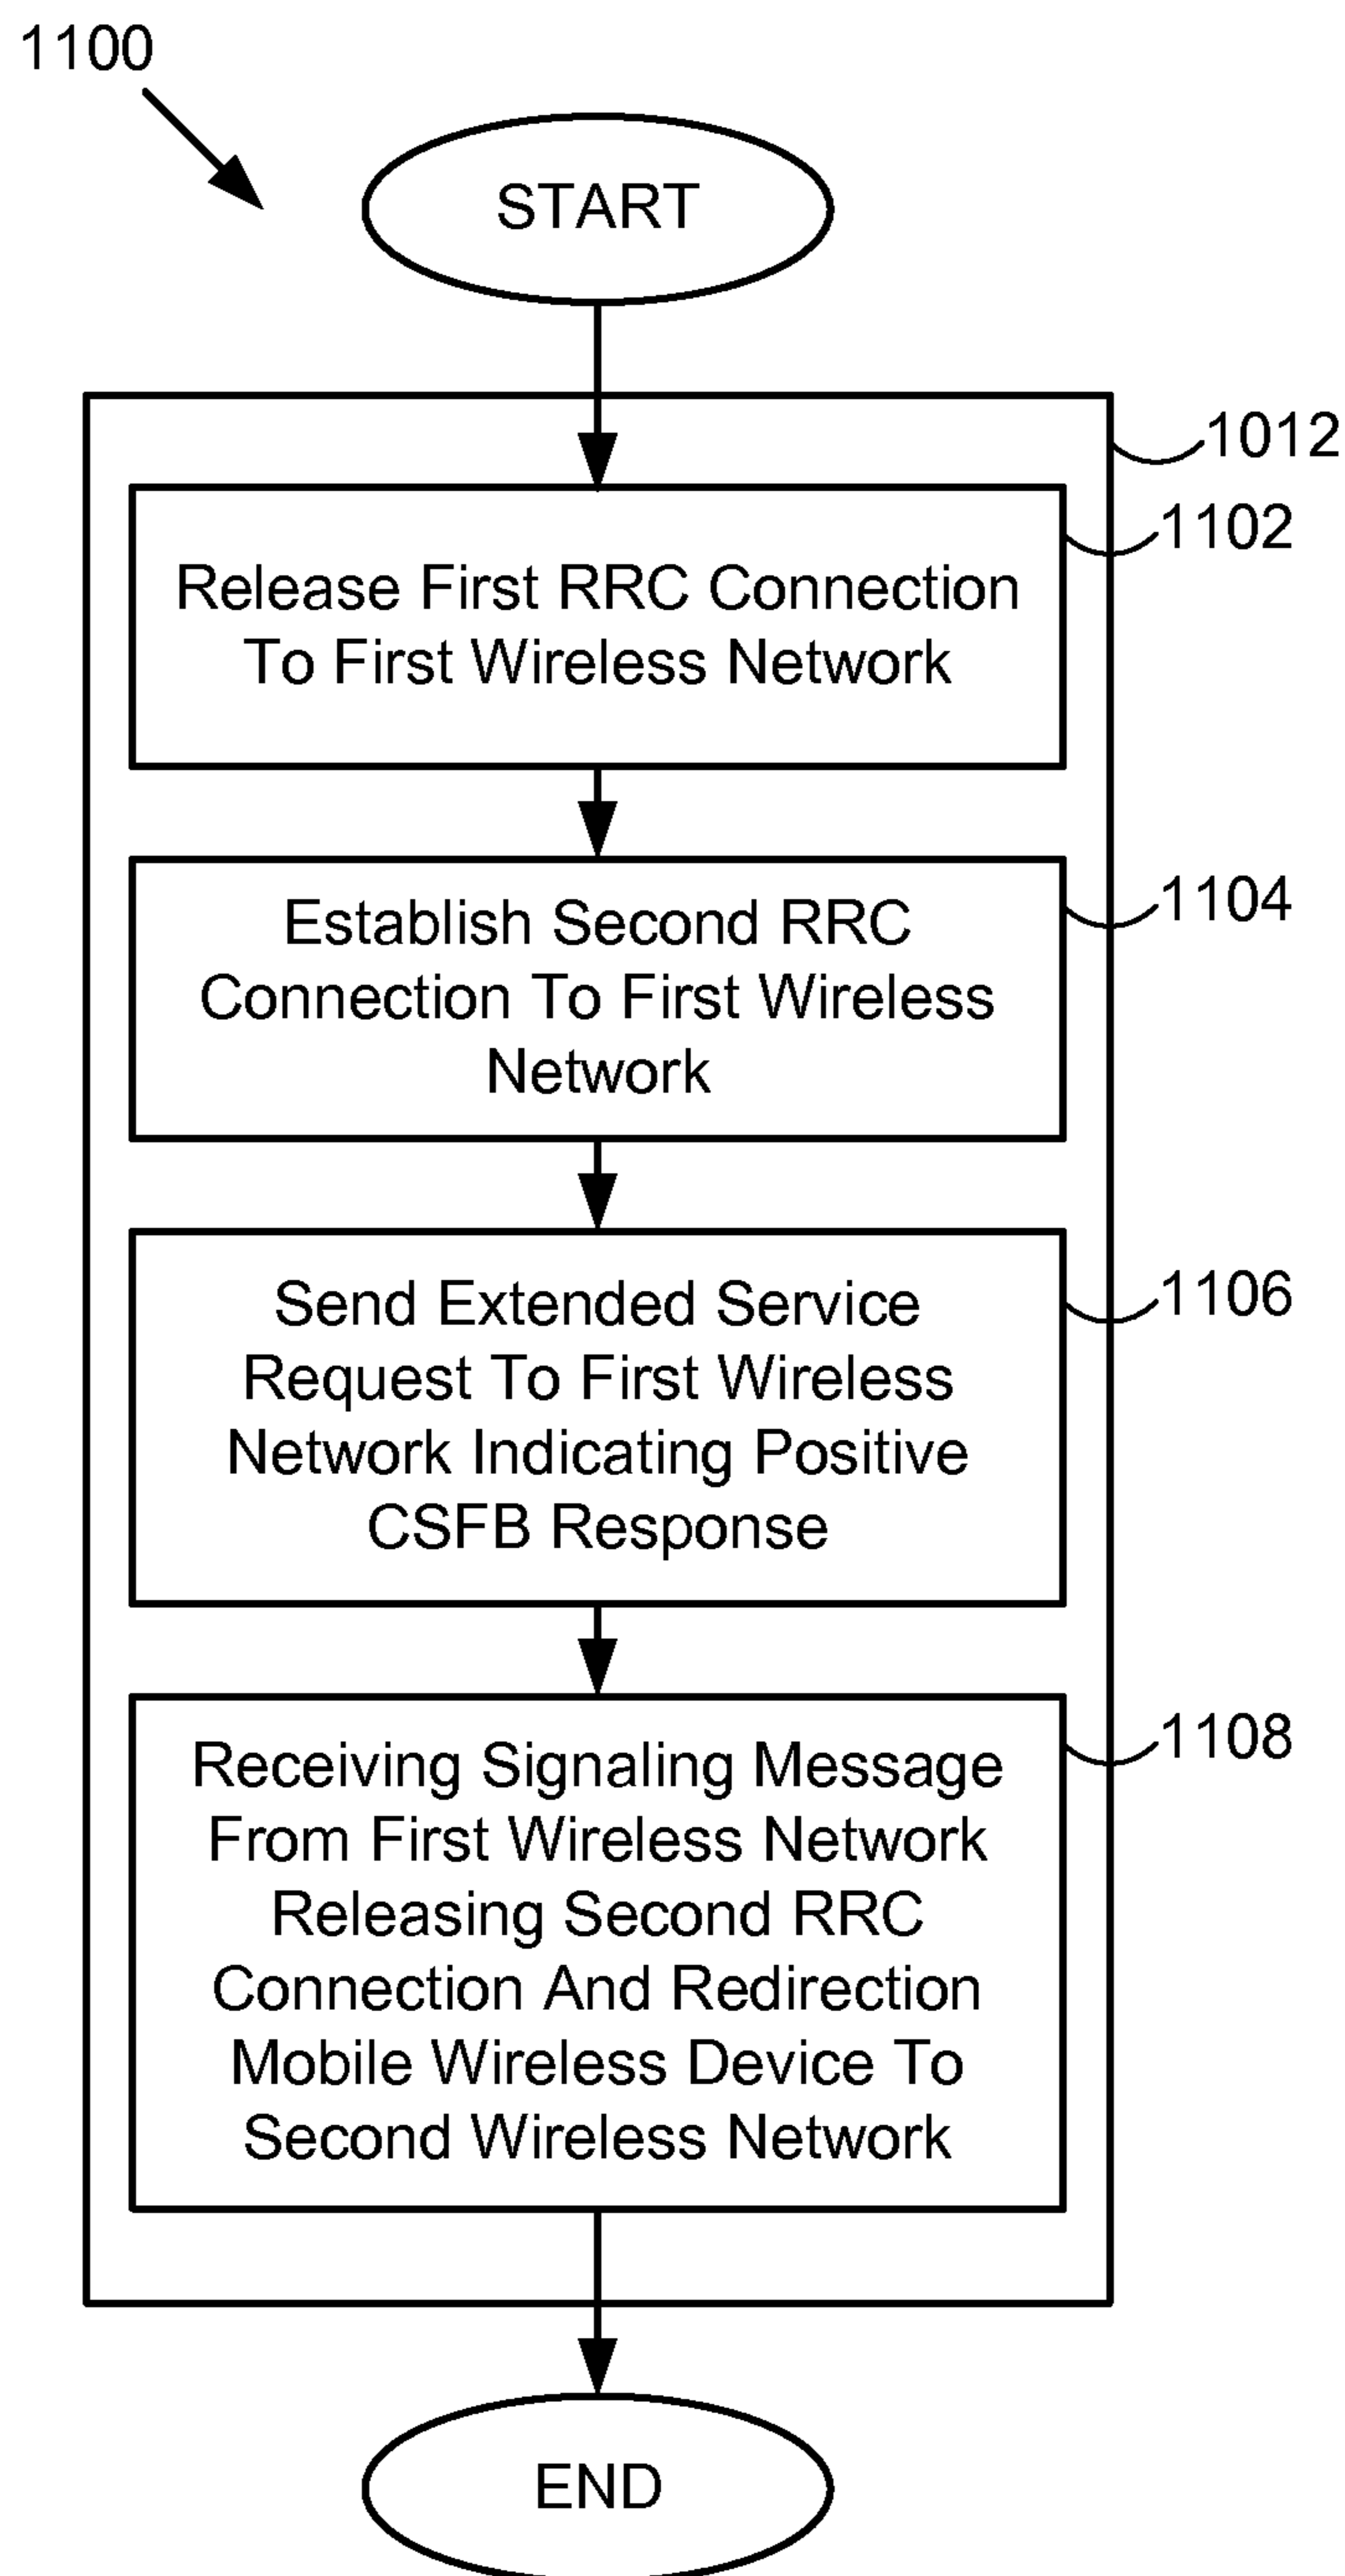 1100
START
1012
1102
Release First RRC Connection
To First Wireless Network
1104
Establish Second RRC
Connection To First Wireless
Network
1106
Send Extended Service
Request To First Wireless
Network Indicating Positive
CSFB Response
1108
Receiving Signaling Message
From First Wireless Network
Releasing Second RRC
Connection And Redirection
Mobile Wireless Device To
Second Wireless Network
END